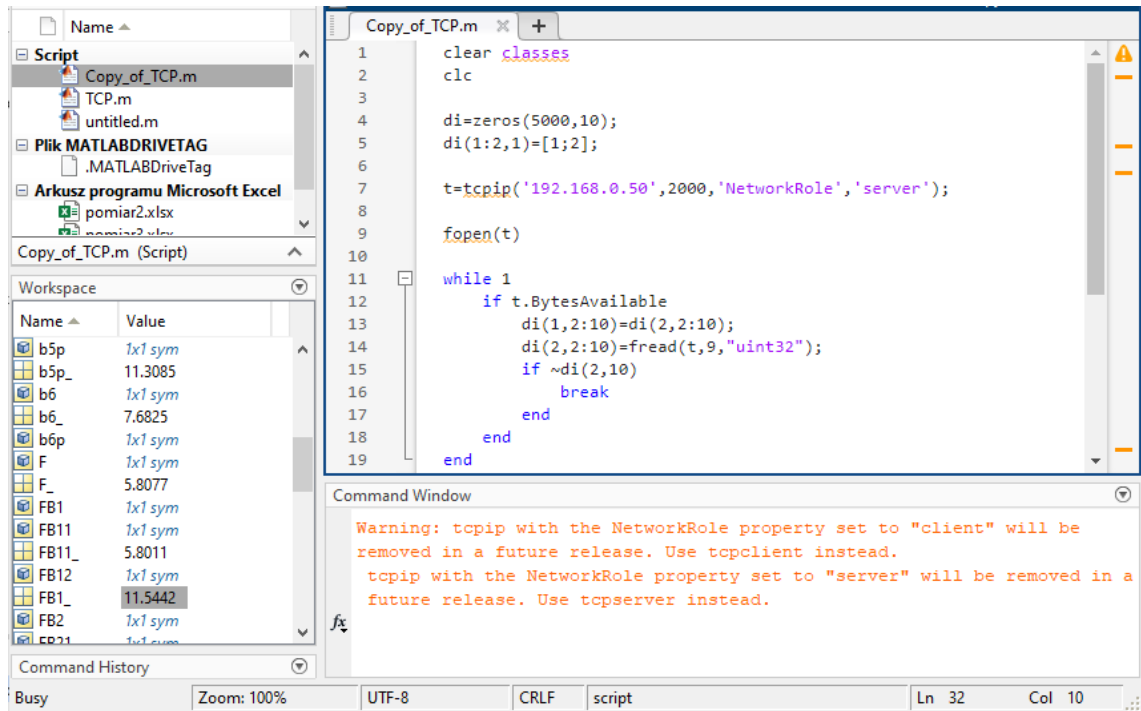 Name
Script
Copy_of_TCP.m
TCP.m
untitled.m
Plik MATLABDRIVETAG
.MATLABDriveTag
Arkusz programu Microsoft Excel
pomiar2.xlsx
Copy_of_TCP.m (Script)
Workspace
Name Value
b5p 1x1 sym
b5p_ 11.3085
b6 1x1 sym
b6_ 7.6825
b6p 1x1 sym
F 1x1 sym
F_ 5.8077
FB1 1x1 sym
FB11 1x1 sym
FB11_ 5.8011
FB12 1x1 sym
FB1_ 11.5442
FB2 1x1 sym
FB21 1x1 sym
Command History
Copy_of_TCP.m
1 clear classes
2 clc
3
4 di=zeros(5000,10);
5 di(1:2,1)=[1;2];
6
7 t=tcpip('192.168.0.50',2000,'NetworkRole','server');
8
9 fopen(t)
10
11 while 1
12 if t.BytesAvailable
13 di(1,2:10)=di(2,2:10);
14 di(2,2:10)=fread(t,9,"uint32");
15 if ~di(2,10)
16 break
17 end
18 end
19 end
Command Window
Warning: tcpip with the NetworkRole property set to "client" will be
removed in a future release. Use tcpclient instead.
tcpip with the NetworkRole property set to "server" will be removed in a
future release. Use tcpserver instead.
fx
Busy Zoom: 100% UTF-8 CRLF script Ln 32 Col 10